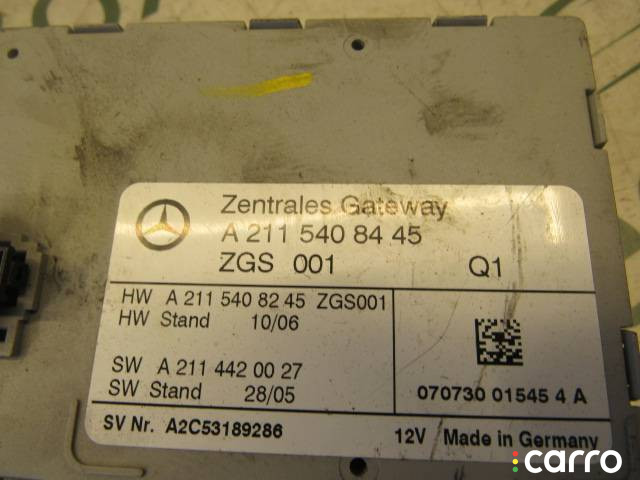 Zentrales Gateway
A 211 540 84 45
ZGS 001 Q1
HW A 211 540 82 45 ZGS001
HW Stand 10/06
SW A 211 442 00 27
SW Stand 28/05
070730 01545 4 A
SV Nr. A2C53189286 12V Made in Germany
carro